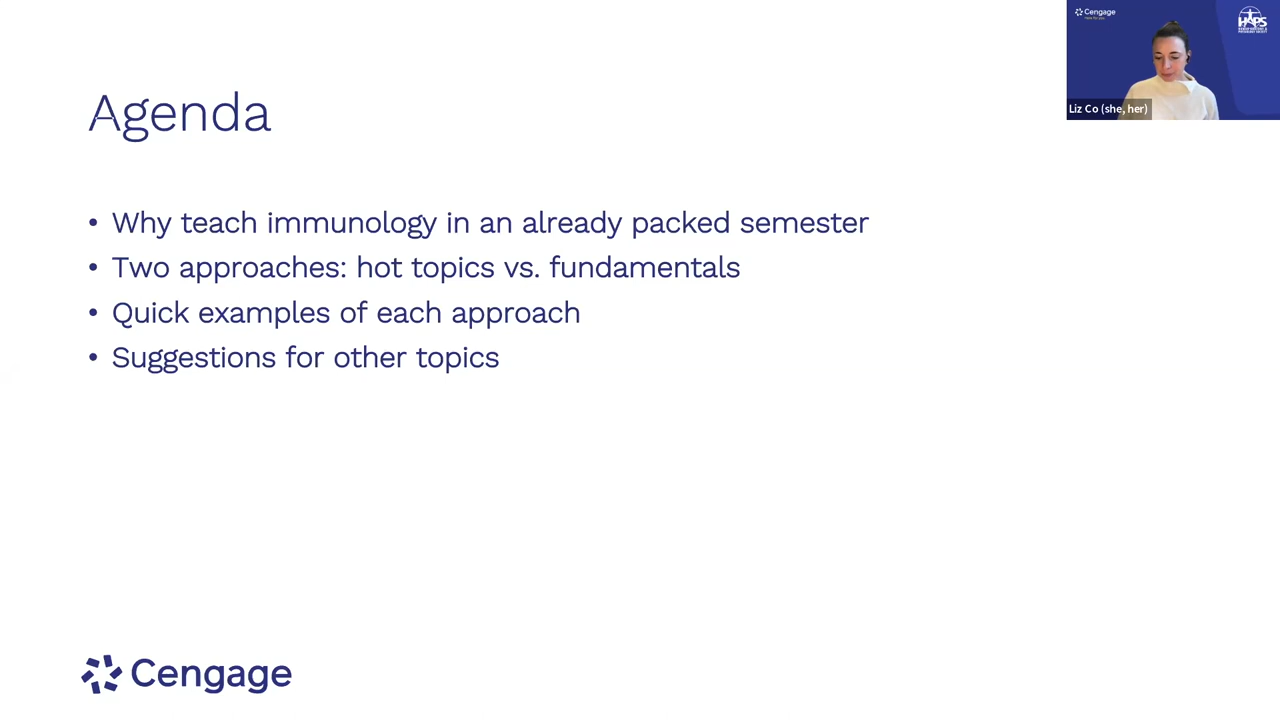 Cengage
HAPS
Liz Co (she, her)
Agenda
• Why teach immunology in an already packed semester
• Two approaches: hot topics vs. fundamentals
• Quick examples of each approach
• Suggestions for other topics
Cengage